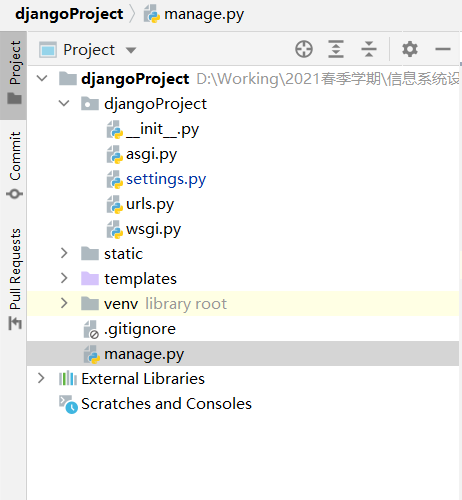 djangoProject manage.py
Project
djangoProject D:\Working\2021春季学期\信息系统设
djangoProject
__init__.py
asgi.py
settings.py
urls.py
wsgi.py
static
templates
venv library root
.gitignore
manage.py
External Libraries
Scratches and Consoles
Project
Commit
Pull Requests